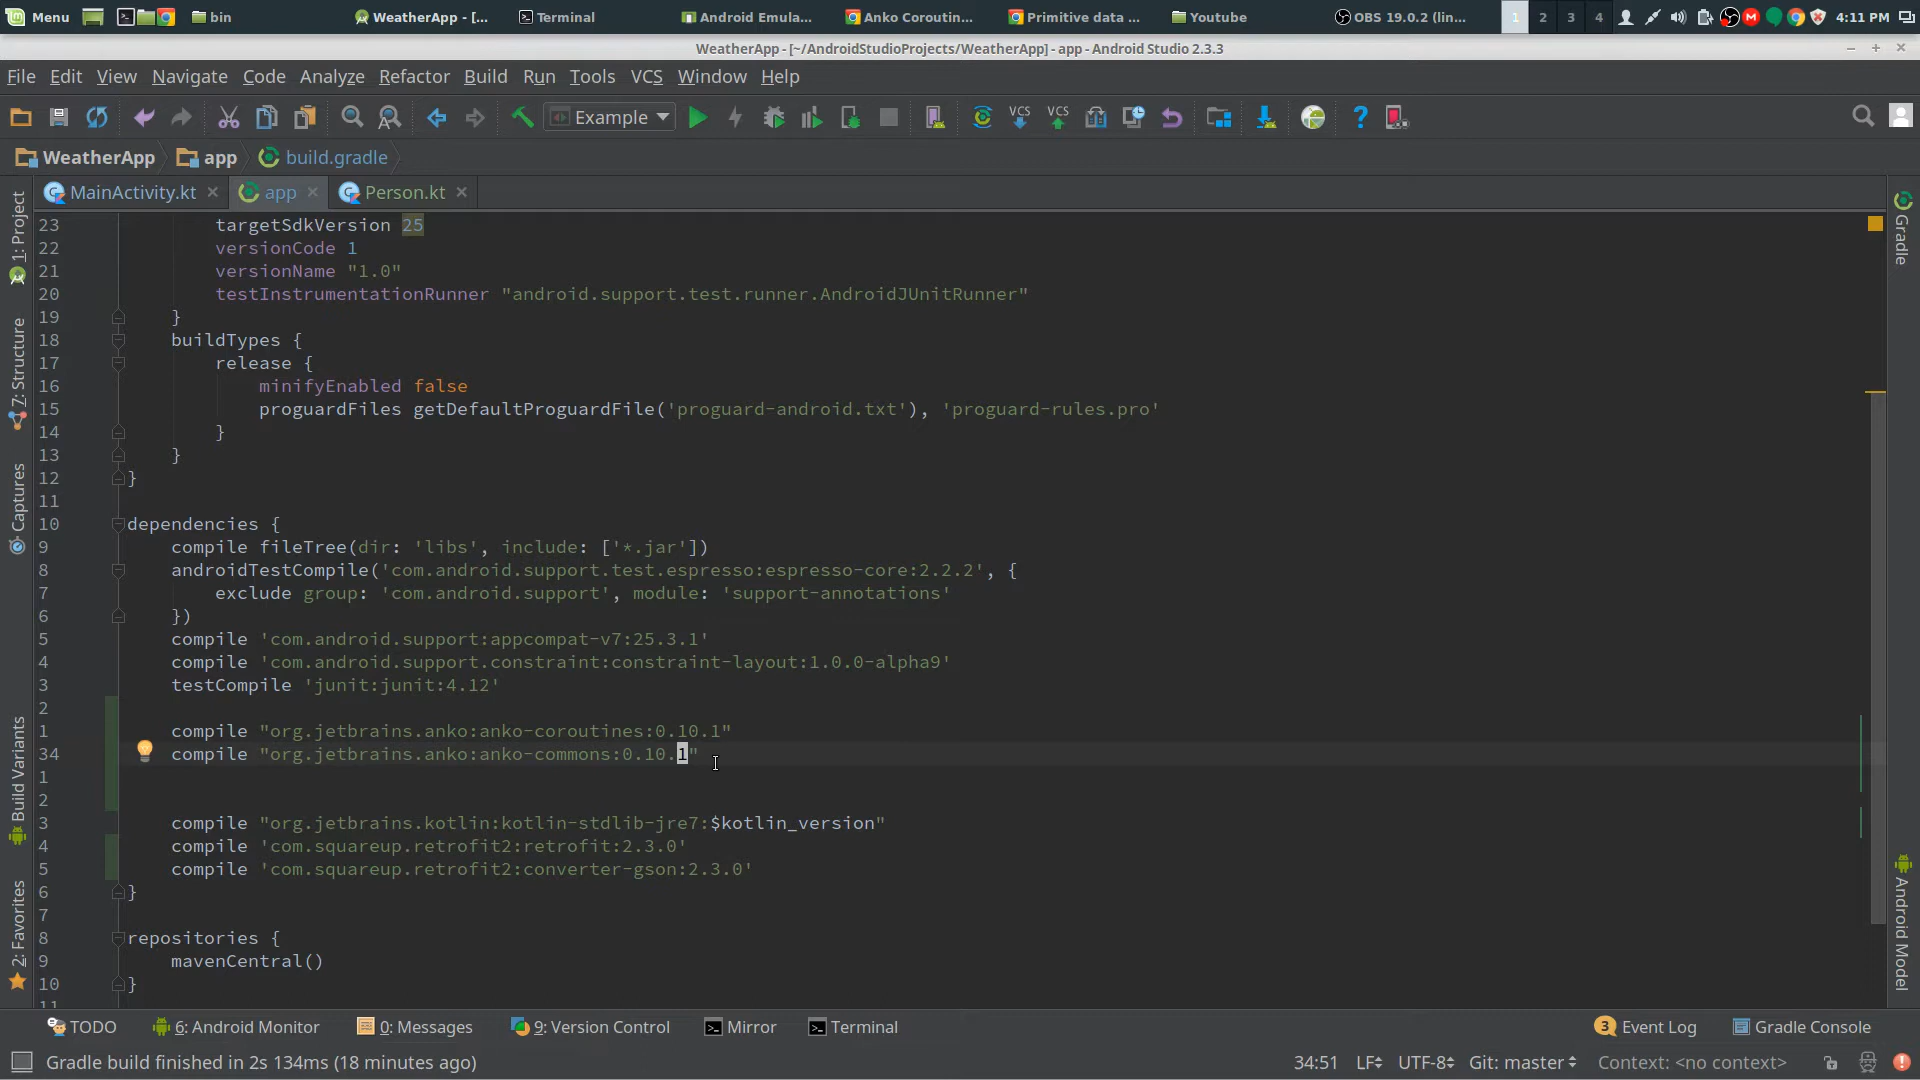 Menu bin WeatherApp - [... Terminal Android Emula... Anko Coroutin... Primitive data ... Youtube OBS 19.0.2 (lin... 1 2 3 4 4:11 PM
WeatherApp - [~/AndroidStudioProjects/WeatherApp] - app - Android Studio 2.3.3
File Edit View Navigate Code Analyze Refactor Build Run Tools VCS Window Help
Example VCS VCS
WeatherApp app build.gradle
MainActivity.kt app Person.kt
1: Project
7: Structure
Captures
Build Variants
2: Favorites
23 targetSdkVersion 25
22 versionCode 1
21 versionName "1.0"
20 testInstrumentationRunner "android.support.test.runner.AndroidJUnitRunner"
19 }
18 buildTypes {
17 release {
16 minifyEnabled false
15 proguardFiles getDefaultProguardFile('proguard-android.txt'), 'proguard-rules.pro'
14 }
13 }
12 }
11
10 dependencies {
9 compile fileTree(dir: 'libs', include: ['*.jar'])
8 androidTestCompile('com.android.support.test.espresso:espresso-core:2.2.2', {
7 exclude group: 'com.android.support', module: 'support-annotations'
6 })
5 compile 'com.android.support:appcompat-v7:25.3.1'
4 compile 'com.android.support.constraint:constraint-layout:1.0.0-alpha9'
3 testCompile 'junit:junit:4.12'
2
1 compile "org.jetbrains.anko:anko-coroutines:0.10.1"
34 compile "org.jetbrains.anko:anko-commons:0.10.1"
1
2
3 compile "org.jetbrains.kotlin:kotlin-stdlib-jre7:$kotlin_version"
4 compile 'com.squareup.retrofit2:retrofit:2.3.0'
5 compile 'com.squareup.retrofit2:converter-gson:2.3.0'
6 }
7
8 repositories {
9 mavenCentral()
10 }
11
Gradle
Android Model
TODO 6: Android Monitor 0: Messages 9: Version Control Mirror Terminal 3 Event Log Gradle Console
Gradle build finished in 2s 134ms (18 minutes ago) 34:51 LF UTF-8 Git: master Context: <no context>